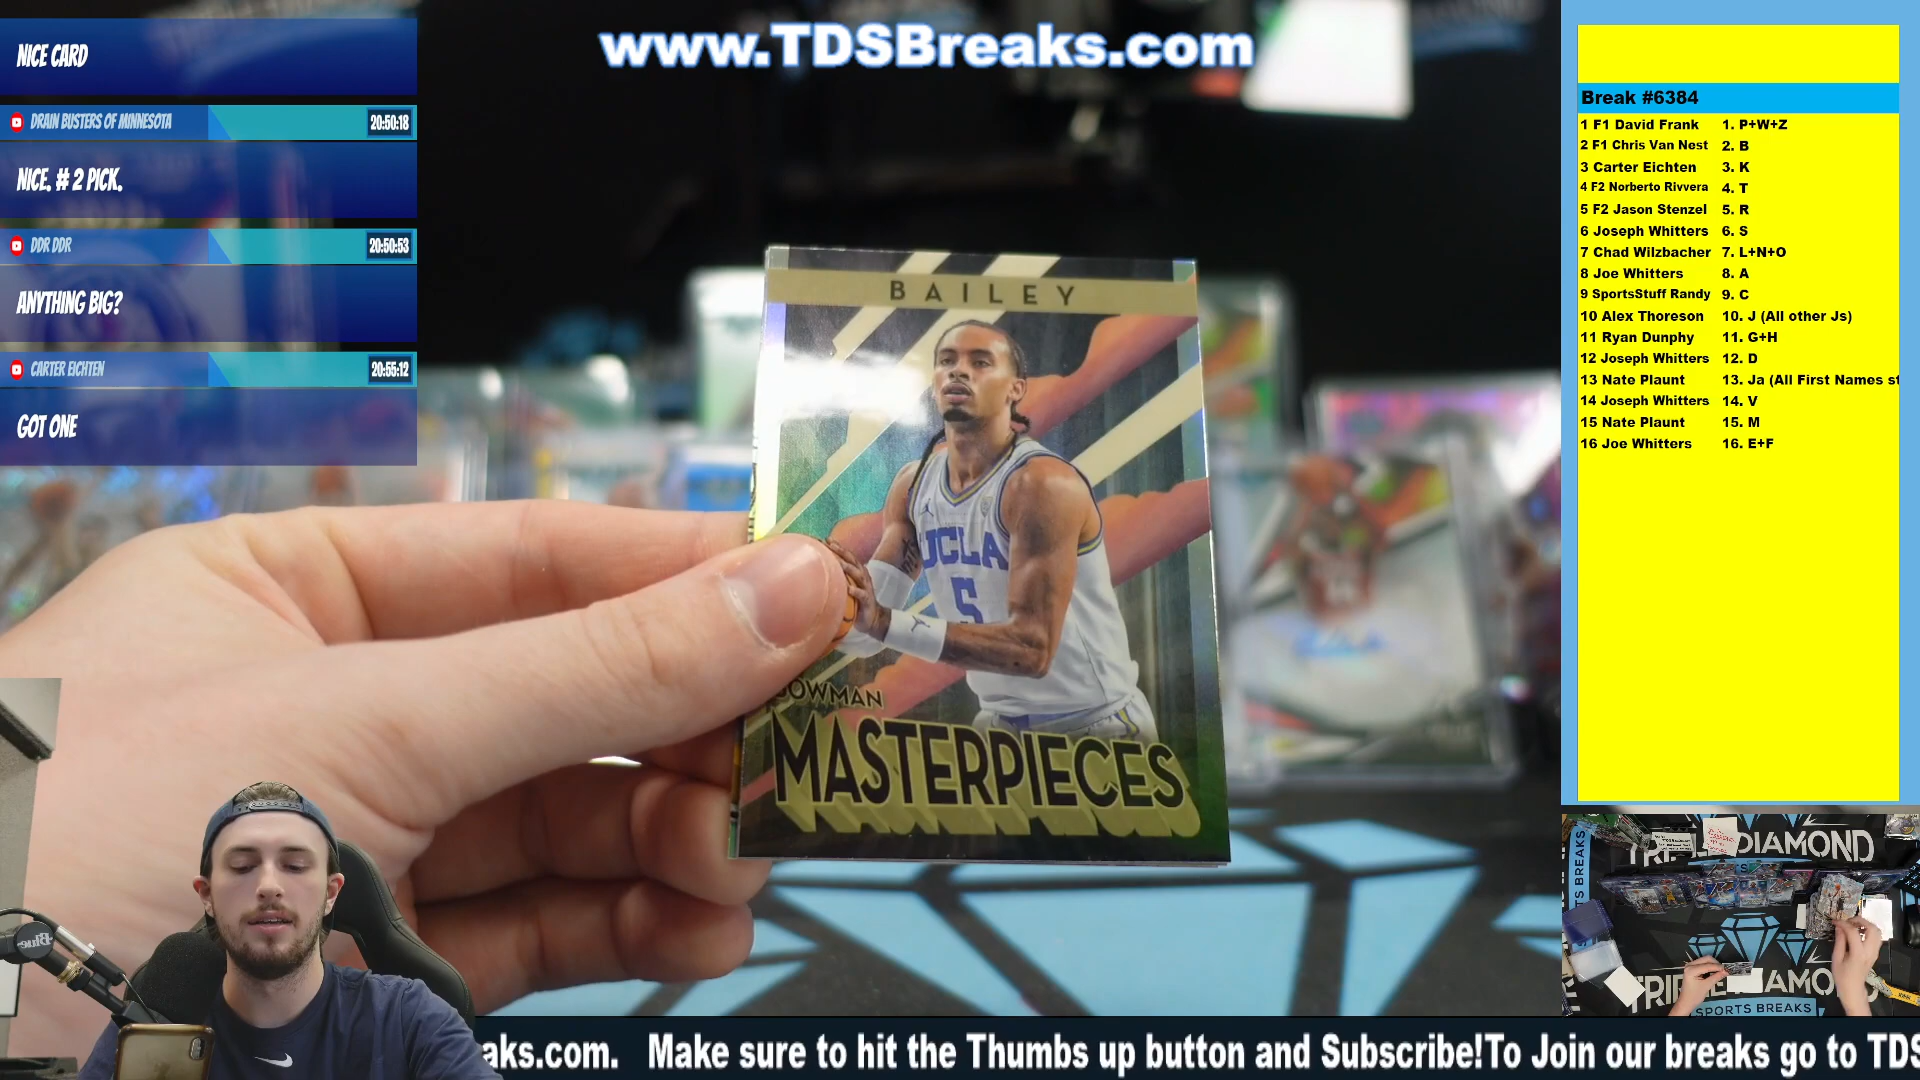 www.TDSBreaks.com
NICE CARD
DRAIN BUSTERS OF MINNESOTA 20:50:18
NICE. # 2 PICK.
DDR DDR 20:50:53
ANYTHING BIG?
CARTER EICHTEN 20:55:12
GOT ONE
BAILEY
UCLA
5
BOWMAN
MASTERPIECES
Break #6384
1 F1 David Frank 1. P+W+Z
2 F1 Chris Van Nest 2. B
3 Carter Eichten 3. K
4 F2 Norberto Rivvera 4. T
5 F2 Jason Stenzel 5. R
6 Joseph Whitters 6. S
7 Chad Wilzbacher 7. L+N+O
8 Joe Whitters 8. A
9 SportsStuff Randy 9. C
10 Alex Thoreson 10. J (All other Js)
11 Ryan Dunphy 11. G+H
12 Joseph Whitters 12. D
13 Nate Plaunt 13. Ja (All First Names st
14 Joseph Whitters 14. V
15 Nate Plaunt 15. M
16 Joe Whitters 16. E+F
TRIPLE DIAMOND
TS BREAKS
TRIPLE DIAMO
SPORTS BREAKS
Blue
aks.com. Make sure to hit the Thumbs up button and Subscribe!To Join our breaks go to TDS